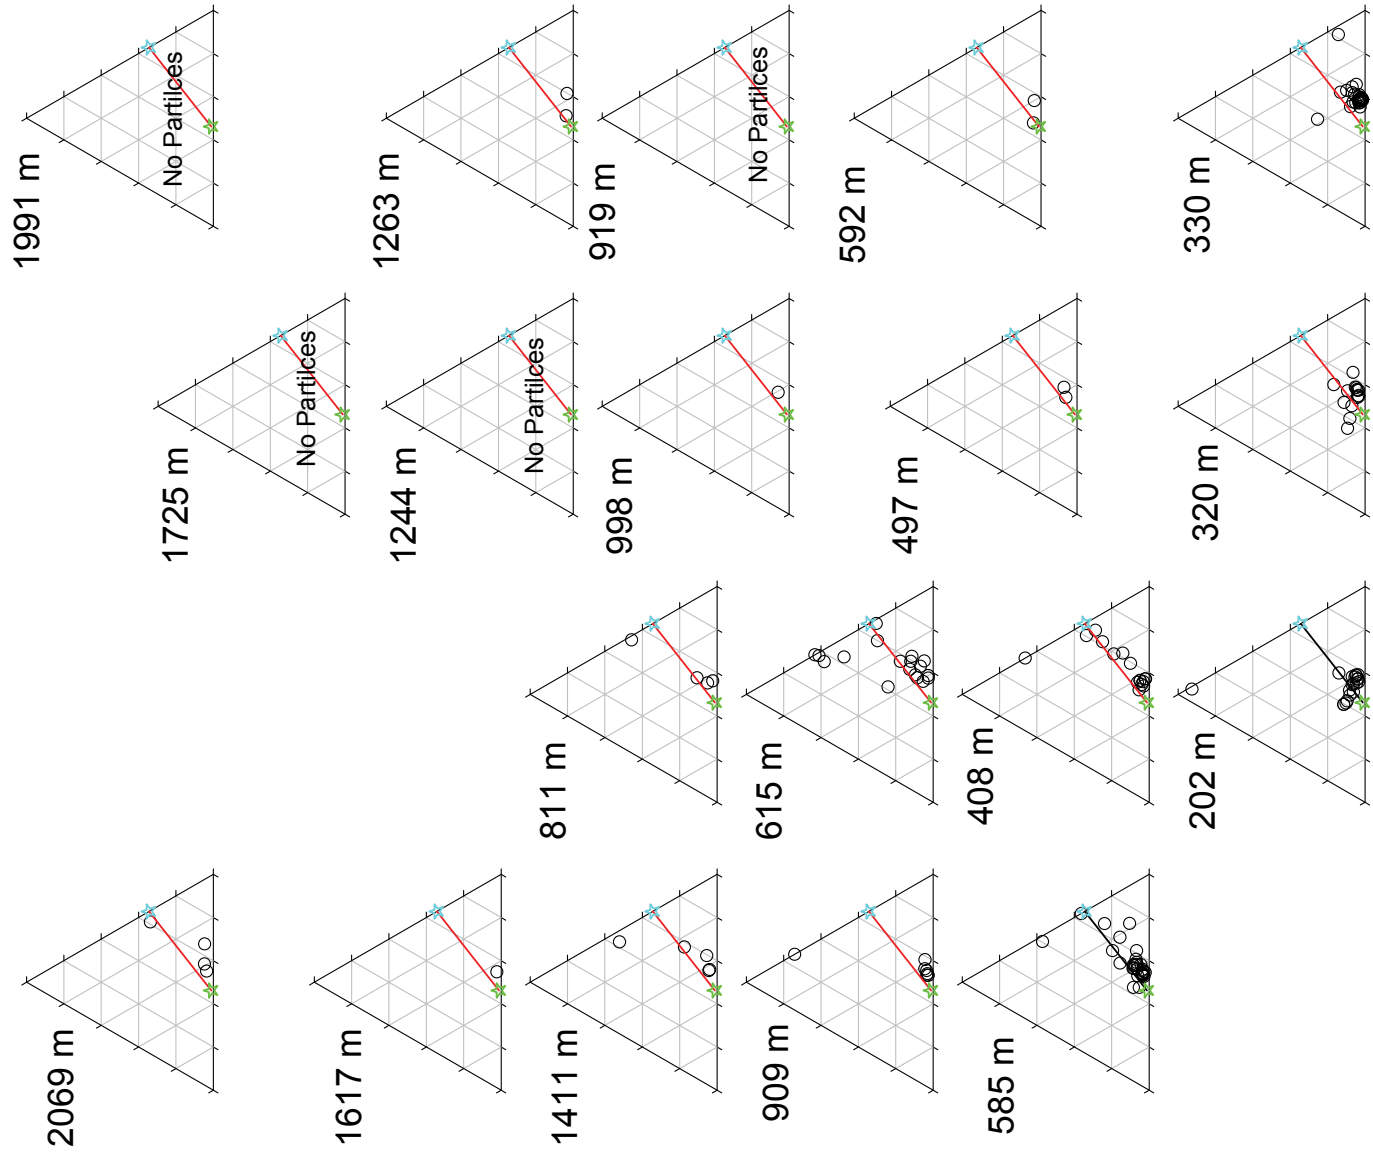 1991 m
No Partilces
1263 m
919 m
No Partilces
592 m
330 m
1725 m
No Partilces
1244 m
No Partilces
998 m
497 m
320 m
811 m
615 m
408 m
202 m
2069 m
1617 m
1411 m
909 m
585 m